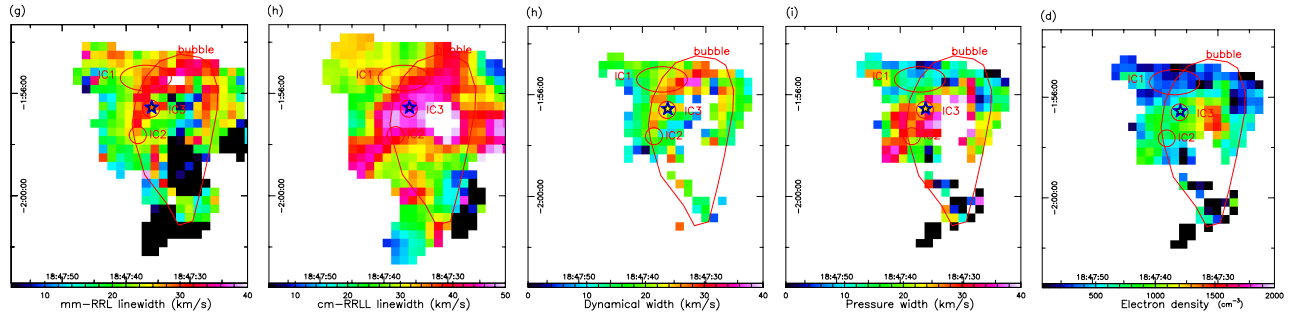 (g)
bubble
IC1
IC3
IC2
−1:56:00
−2:00:00
18:47:50 18:47:40 18:47:30
10 20 30 40
mm−RRL linewidth (km/s)
(h)
bubble
IC1
IC3
IC2
−1:56:00
−2:00:00
18:47:50 18:47:40 18:47:30
10 20 30 40 50
cm−RRLL linewidth (km/s)
(h)
bubble
IC1
IC3
IC2
−1:56:00
−2:00:00
18:47:50 18:47:40 18:47:30
0 10 20 30 40
Dynamical width (km/s)
(i)
bubble
IC1
IC3
IC2
−1:56:00
−2:00:00
18:47:50 18:47:40 18:47:30
0 10 20 30 40
Pressure width (km/s)
(d)
bubble
IC1
IC3
IC2
−1:56:00
−2:00:00
18:47:50 18:47:40 18:47:30
500 1000 1500 2000
Electron density (cm⁻³)